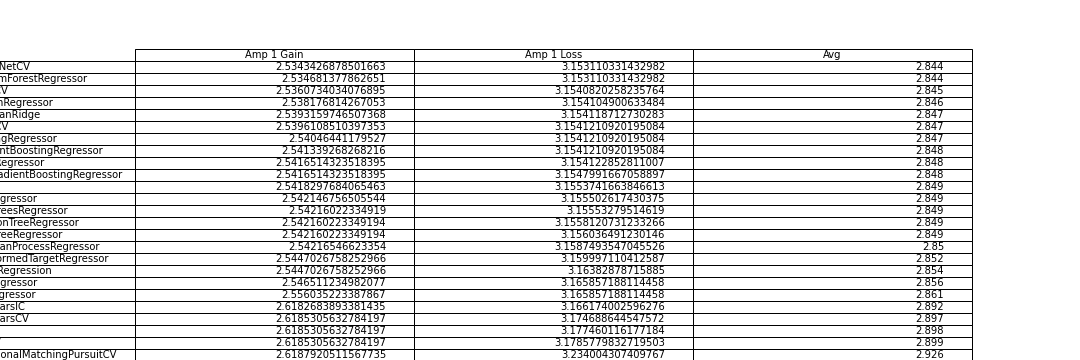 Amp 1 Gain Amp 1 Loss Avg
NetCV 2.5343426878501663 3.153110331432982 2.844
mForestRegressor 2.534681377862651 3.153110331432982 2.844
CV 2.5360734034076895 3.1540820258235764 2.845
nRegressor 2.538176814267053 3.154104900633484 2.846
anRidge 2.5393159746507368 3.154118712730283 2.847
CV 2.5396108510397353 3.1541210920195084 2.847
gRegressor 2.54046441179527 3.1541210920195084 2.847
ntBoostingRegressor 2.541339268268216 3.1541210920195084 2.848
Regressor 2.5416514323518395 3.154122852811007 2.848
adientBoostingRegressor 2.5416514323518395 3.1547991667058897 2.848
2.5418297684065463 3.1553741663846613 2.849
gressor 2.542146756505544 3.155502617430375 2.849
reesRegressor 2.54216022334919 3.15553279514619 2.849
onTreeRegressor 2.542160223349194 3.1558120731233266 2.849
reeRegressor 2.542160223349194 3.156036491230146 2.849
anProcessRegressor 2.54216546623354 3.1587493547045526 2.85
ormedTargetRegressor 2.5447026758252966 3.159997110412587 2.852
Regression 2.5447026758252966 3.16382878715885 2.854
gressor 2.546511234982077 3.165857188114458 2.856
gressor 2.556035223387867 3.165857188114458 2.861
arsIC 2.6182683893381435 3.166174002596276 2.892
arsCV 2.6185305632784197 3.174688644547572 2.897
2.6185305632784197 3.177460116177184 2.898
2.6185305632784197 3.1785779832719503 2.899
onalMatchingPursuitCV 2.6187920511567735 3.234004307409767 2.926